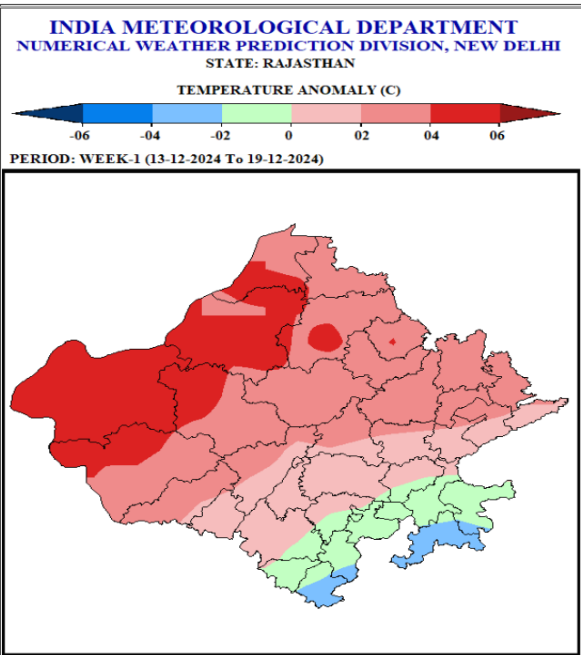 INDIA METEOROLOGICAL DEPARTMENT
NUMERICAL WEATHER PREDICTION DIVISION, NEW DELHI
STATE: RAJASTHAN
TEMPERATURE ANOMALY (C)
-06 -04 -02 0 02 04 06
PERIOD: WEEK-1 (13-12-2024 To 19-12-2024)